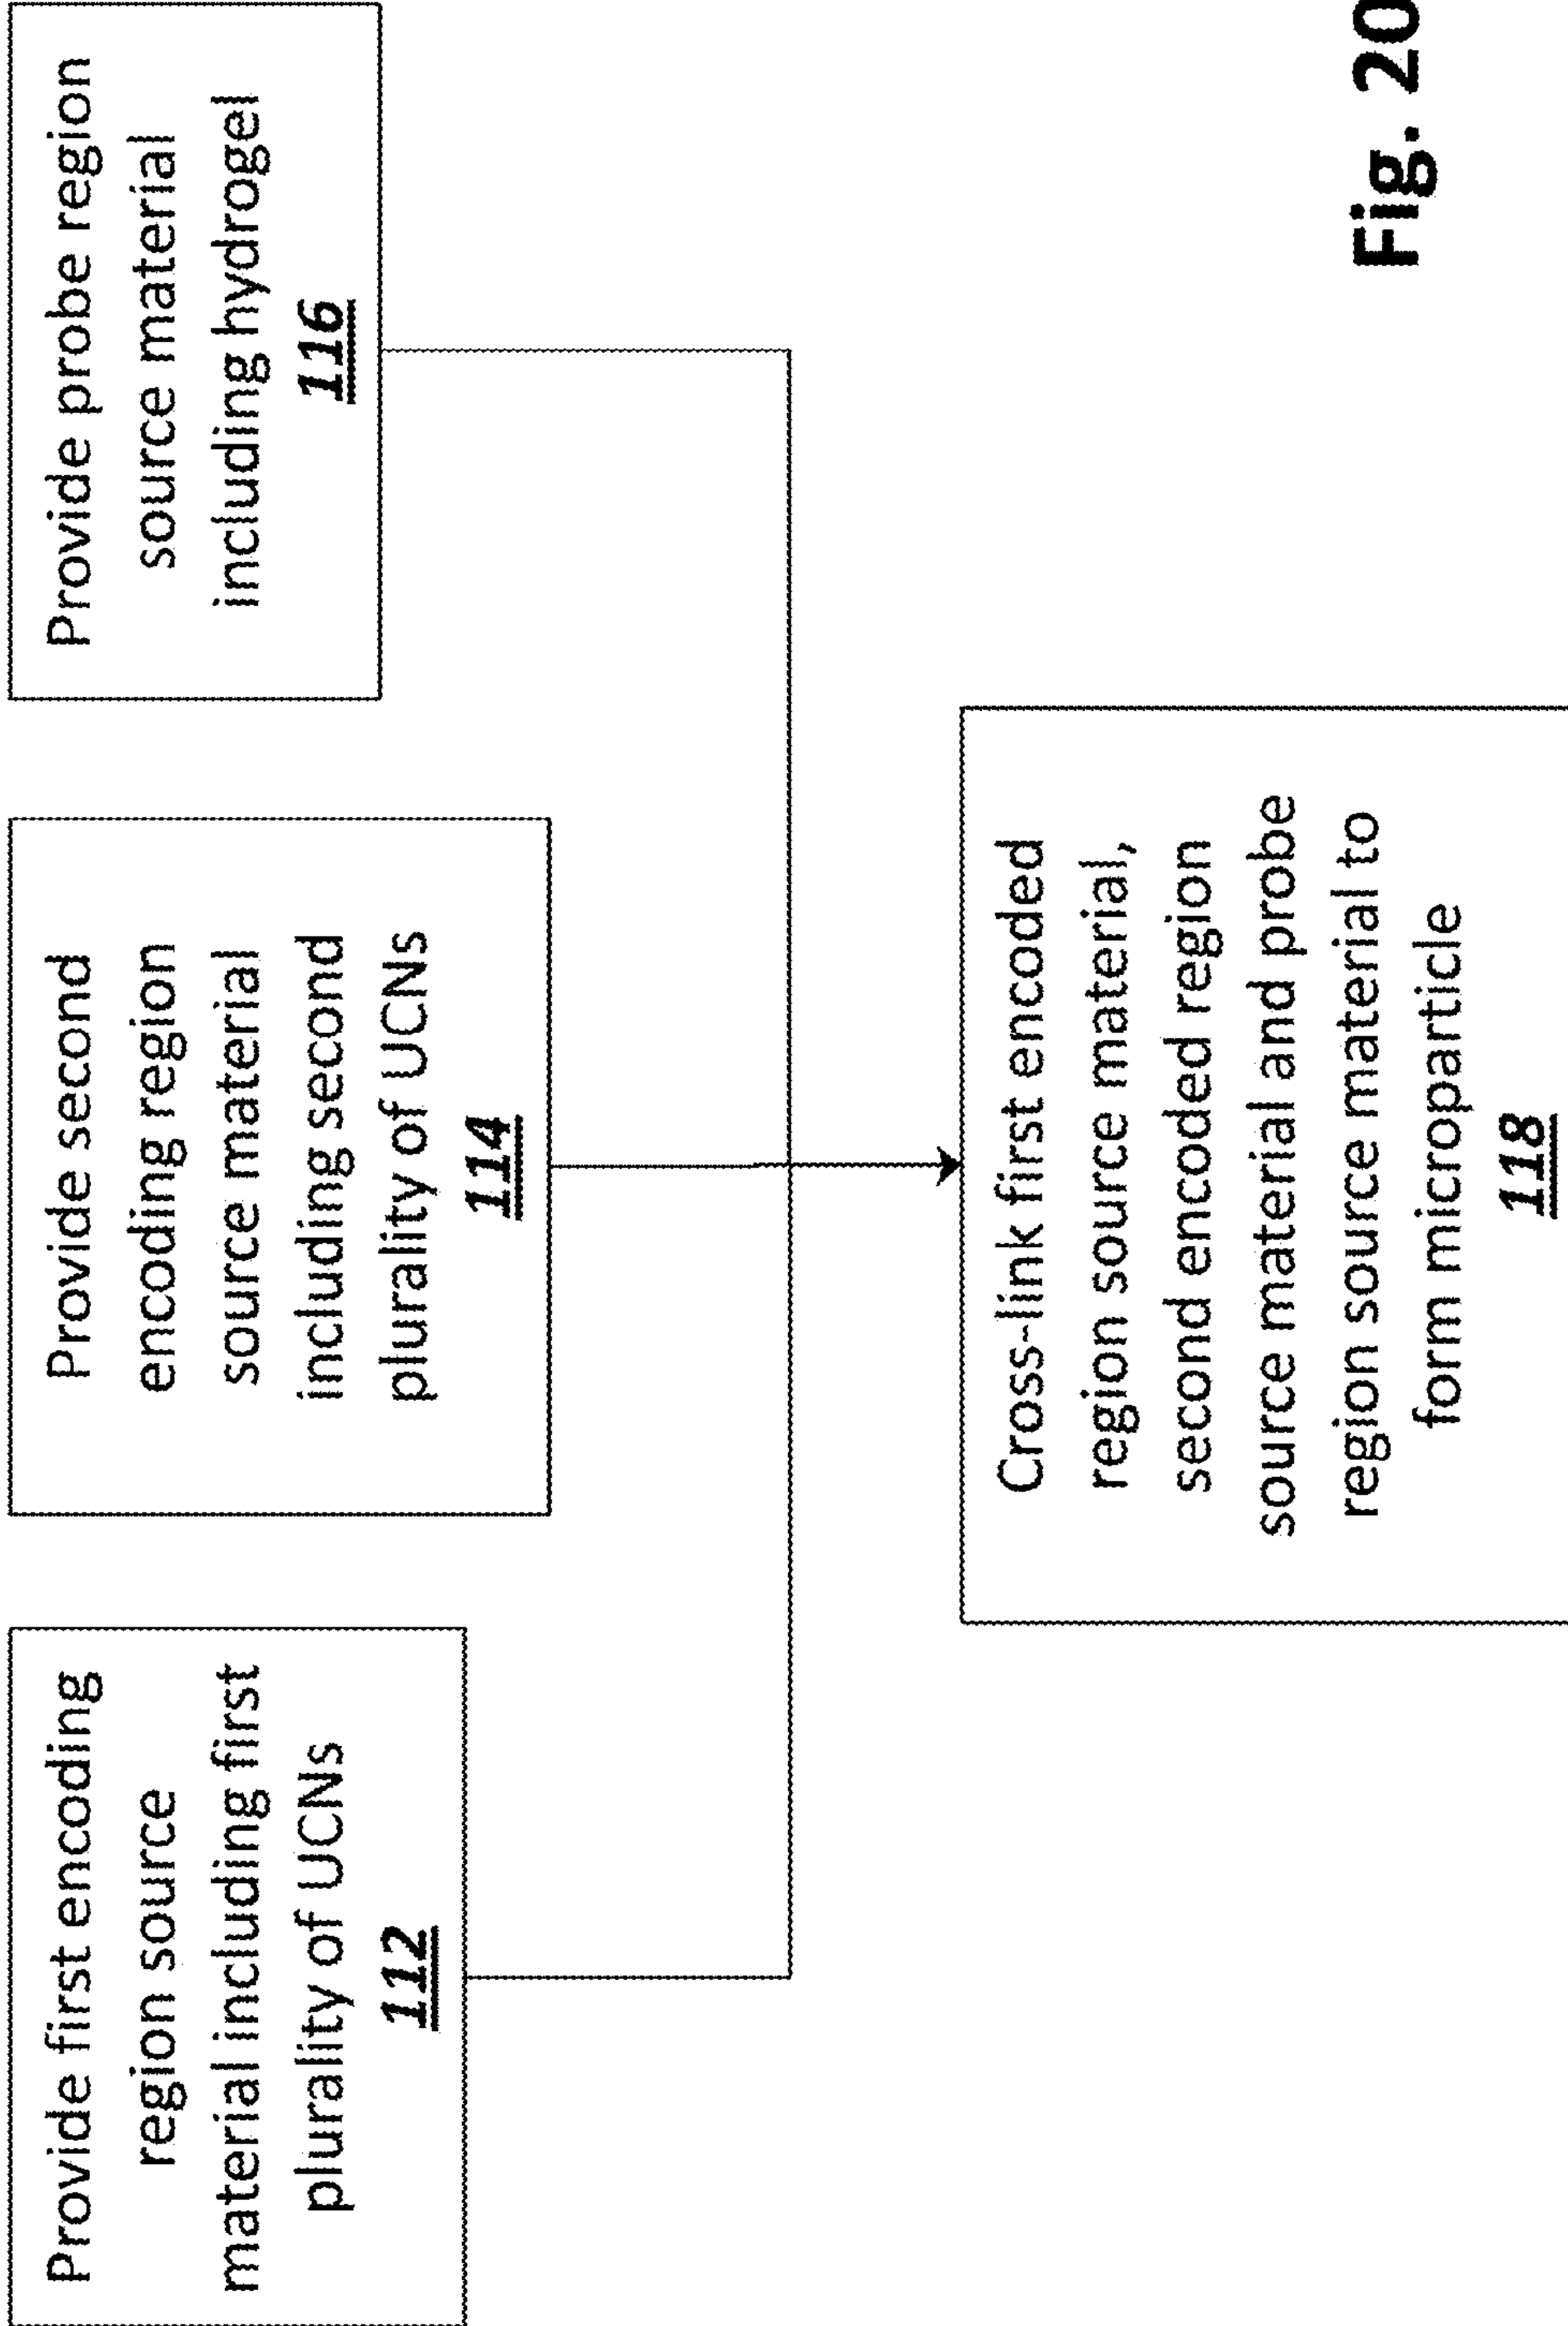 Provide first encoding
region source
material including first
plurality of UCNs
112
Provide second
encoding region
source material
including second
plurality of UCNs
114
Provide probe region
source material
including hydrogel
116
Cross-link first encoded
region source material,
second encoded region
source material and probe
region source material to
form microparticle
118
Fig. 20